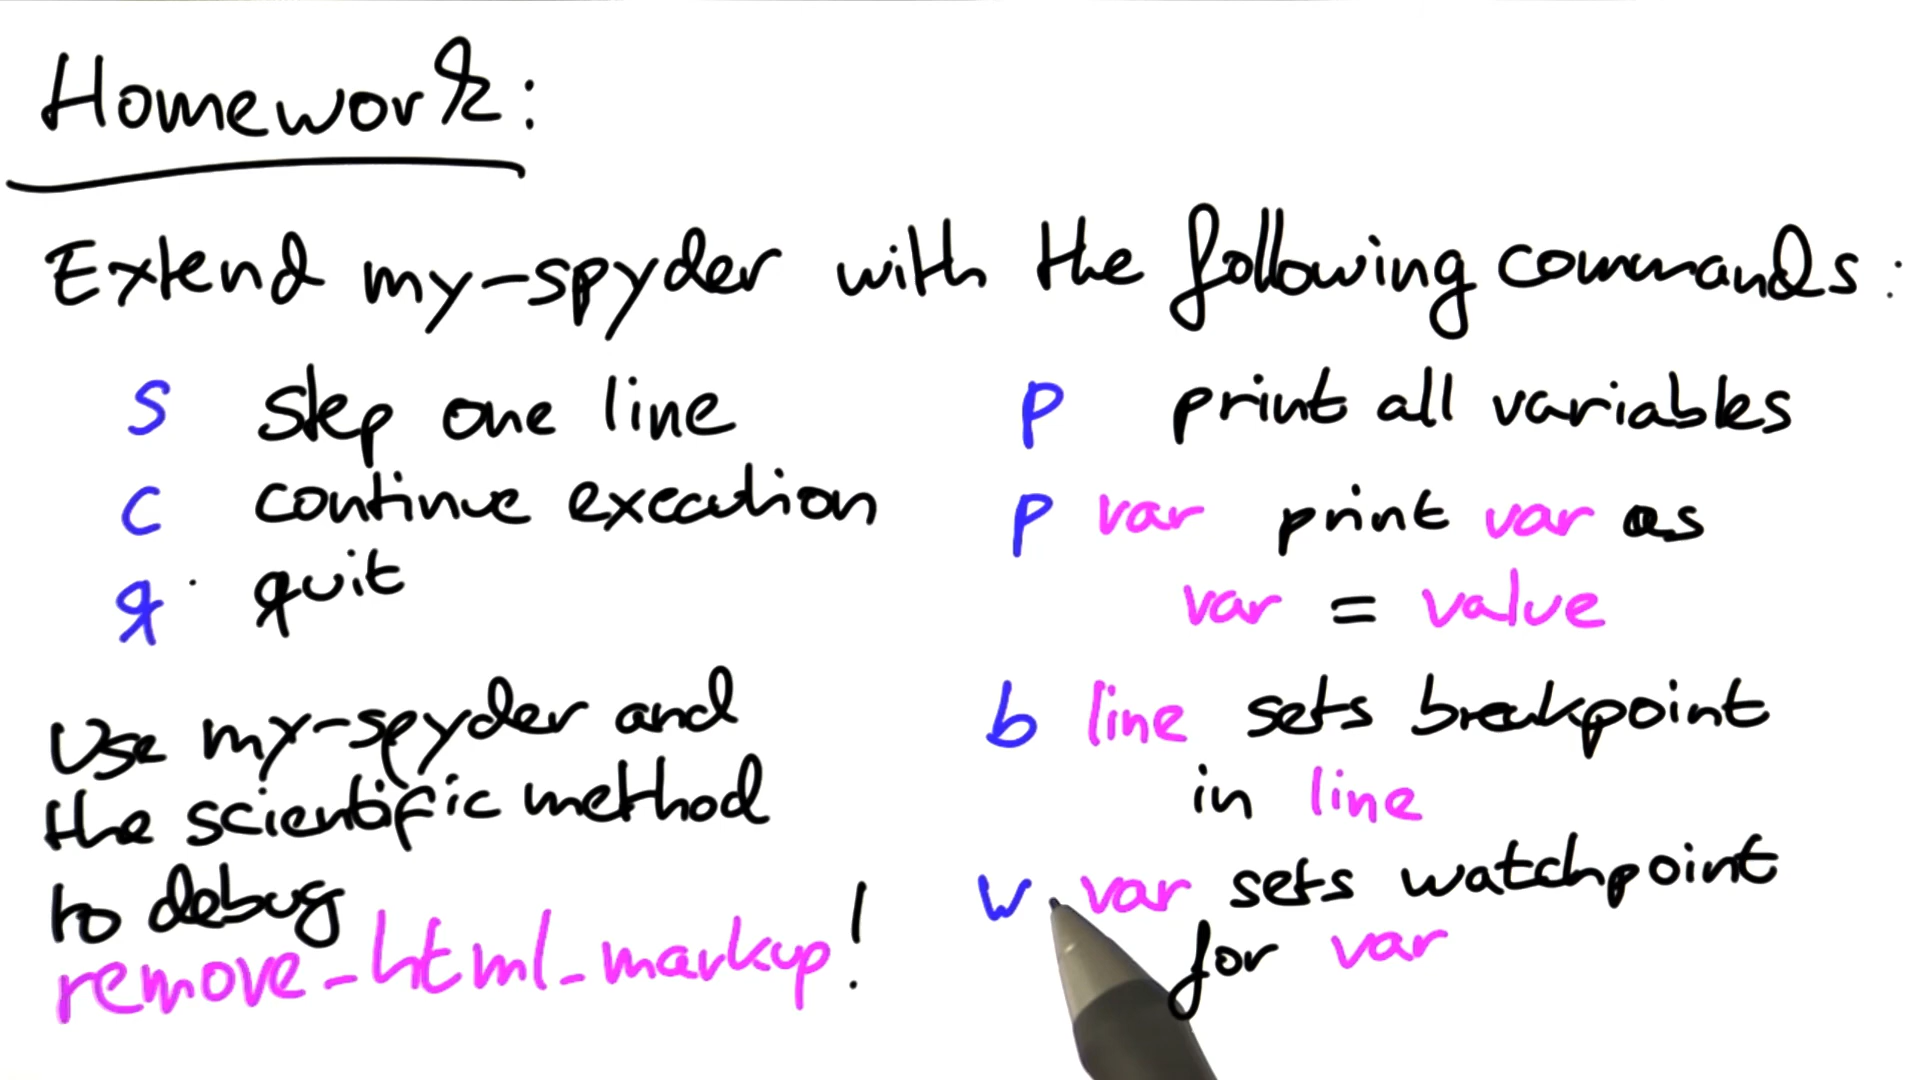 Homework:
Extend my-spyder with the following commands:
s step one line
c continue execution
q quit
Use my-spyder and
the scientific method
to debug
remove_html_markup!
p print all variables
p var print var as
var = value
b line sets breakpoint
in line
w var sets watchpoint
for var